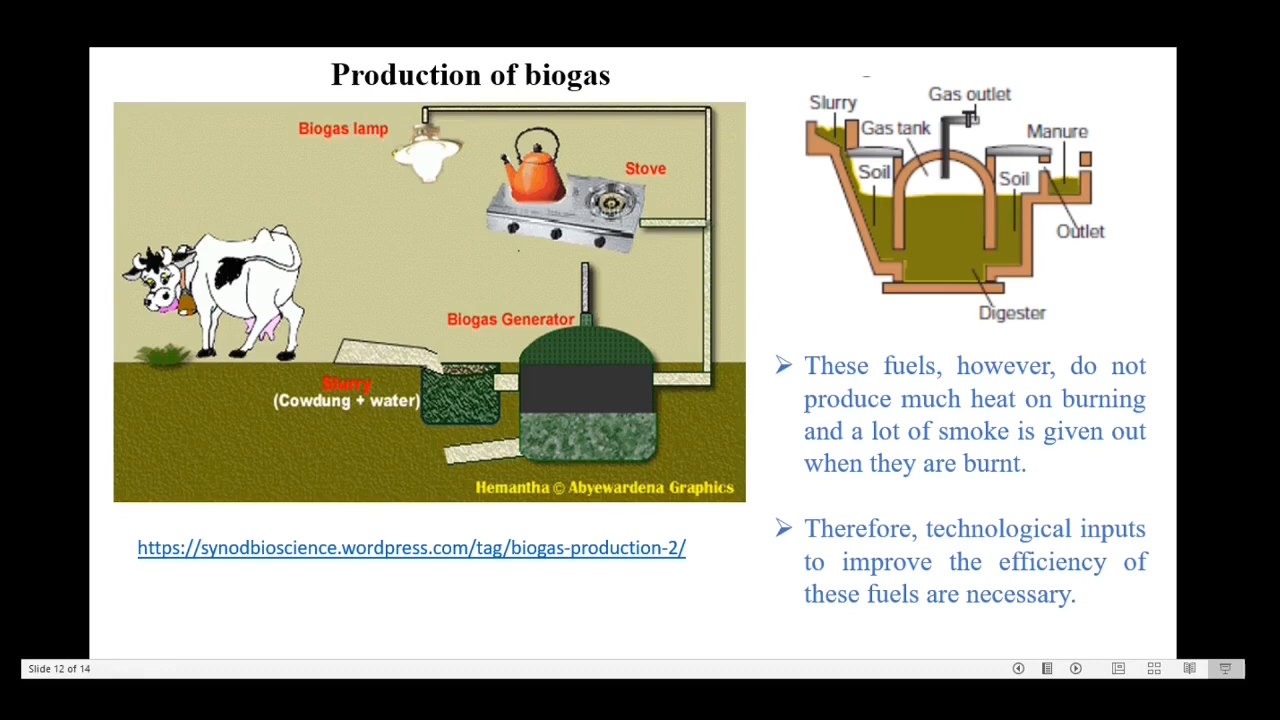 Production of biogas
Biogas lamp
Stove
Biogas Generator
Slurry
(Cowdung + water)
Hemantha © Abyewardena Graphics
https://synodbioscience.wordpress.com/tag/biogas-production-2/
Gas outlet
Slurry
Gas tank
Manure
Soil
Soil
Outlet
Digester
➢ These fuels, however, do not
produce much heat on burning
and a lot of smoke is given out
when they are burnt.
➢ Therefore, technological inputs
to improve the efficiency of
these fuels are necessary.
Slide 12 of 14